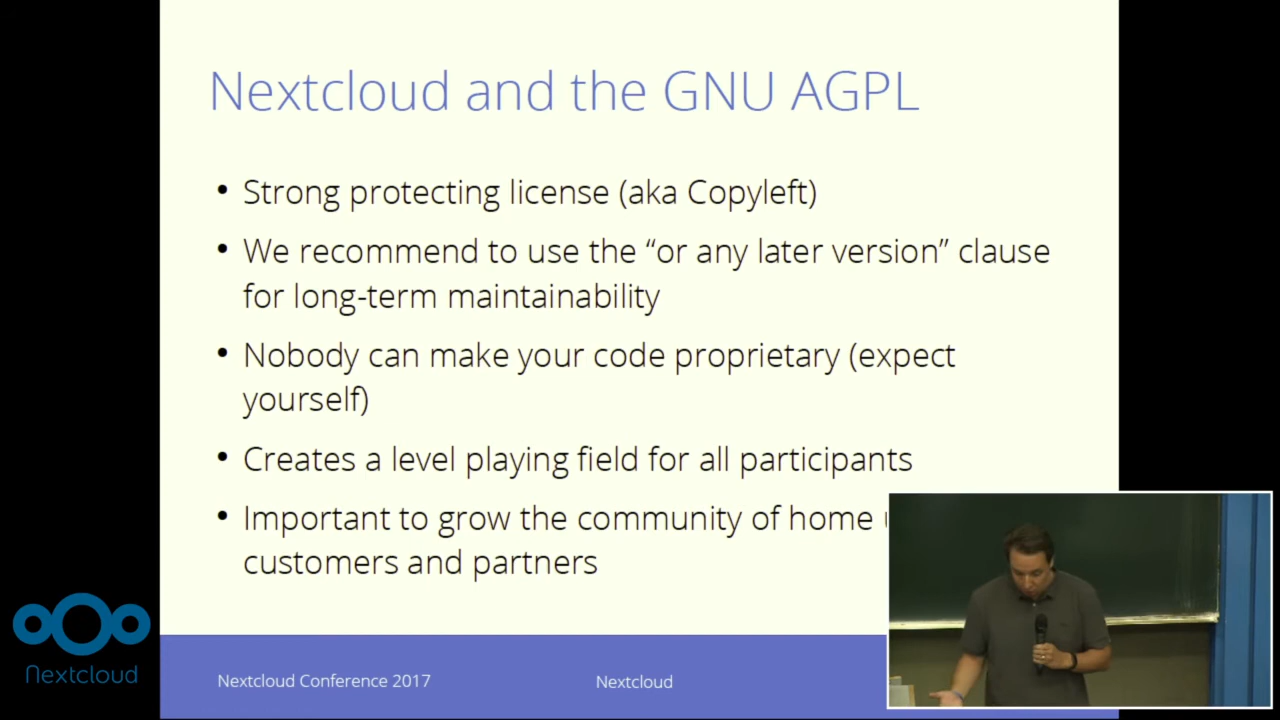 Nextcloud and the GNU AGPL
• Strong protecting license (aka Copyleft)
• We recommend to use the “or any later version” clause
for long-term maintainability
• Nobody can make your code proprietary (expect
yourself)
• Creates a level playing field for all participants
• Important to grow the community of home
customers and partners
Nextcloud
Nextcloud Conference 2017
Nextcloud